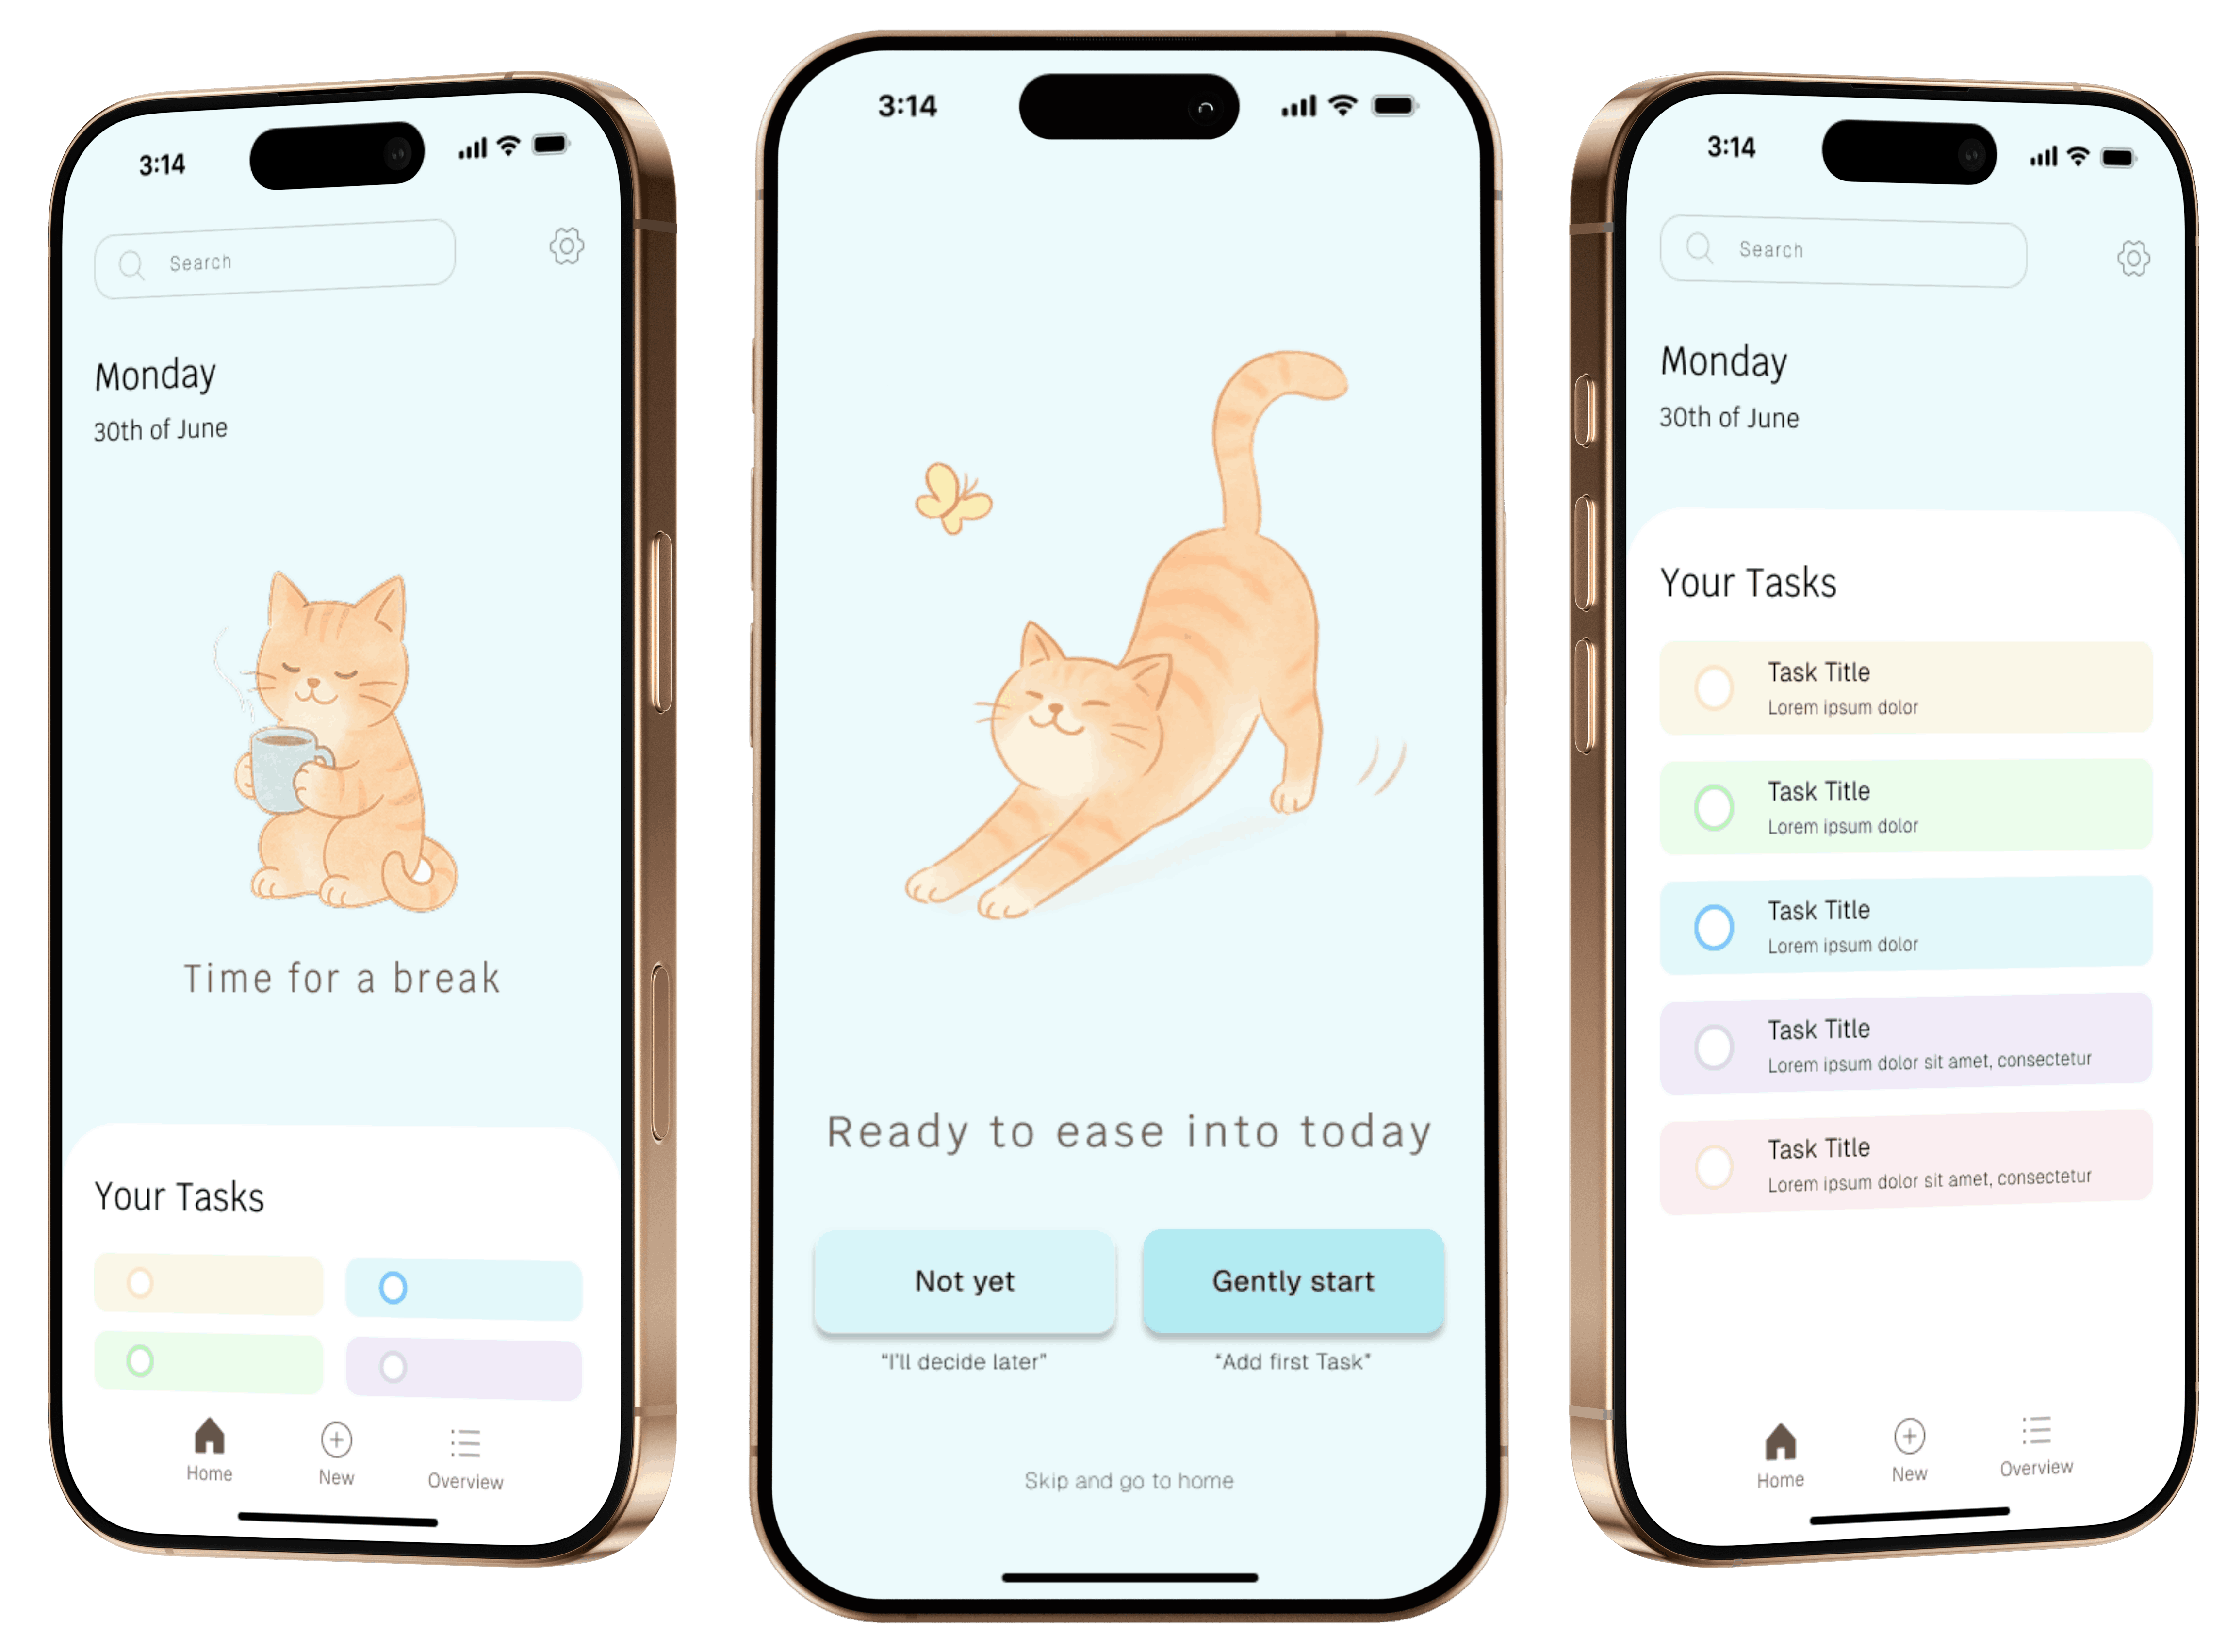 3:14
Search
Monday
30th of June
Time for a break
Your Tasks
Home
New
Overview
3:14
Ready to ease into today
Not yet
Gently start
“I'll decide later”
“Add first Task”
Skip and go to home
3:14
Search
Monday
30th of June
Your Tasks
Task Title
Lorem ipsum dolor
Task Title
Lorem ipsum dolor
Task Title
Lorem ipsum dolor
Task Title
Lorem ipsum dolor sit amet, consectetur
Task Title
Lorem ipsum dolor sit amet, consectetur
Home
New
Overview